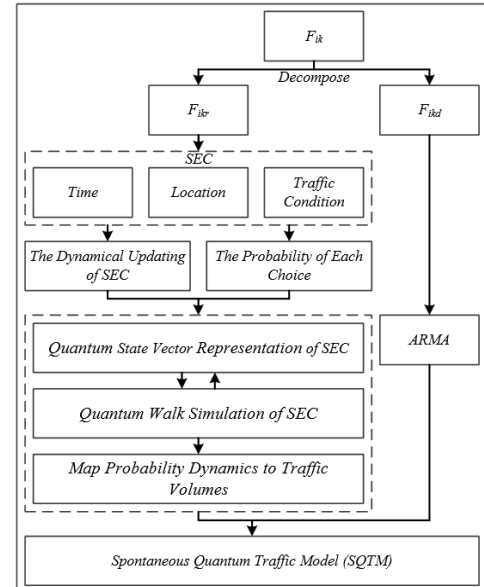 F_ik
Decompose
F_ikr
F_ikd
SEC
Time
Location
Traffic
Condition
The Dynamical Updating
of SEC
The Probability of Each
Choice
Quantum State Vector Representation of SEC
ARMA
Quantum Walk Simulation of SEC
Map Probability Dynamics to Traffic
Volumes
Spontaneous Quantum Traffic Model (SQTM)